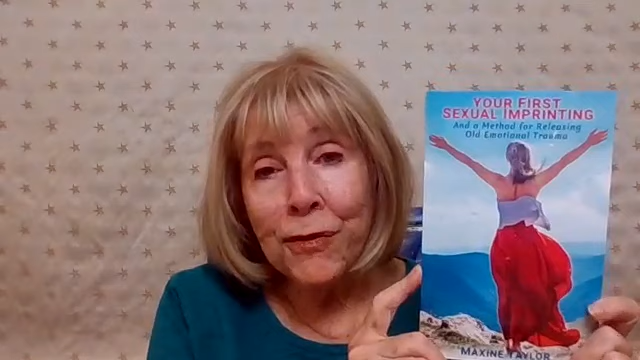 YOUR FIRST
SEXUAL IMPRINTING
And a Method for Releasing
Old Emotional Trauma
MAXINE TAYLOR